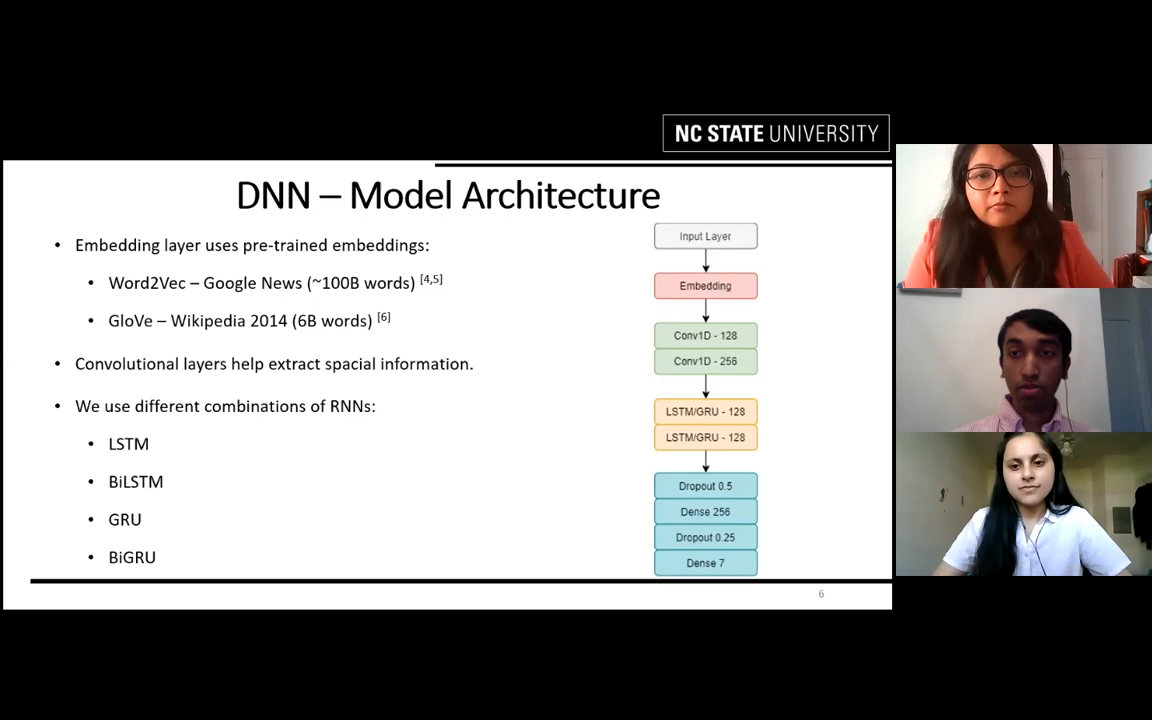 NC STATE UNIVERSITY
DNN – Model Architecture
• Embedding layer uses pre-trained embeddings:
• Word2Vec – Google News (~100B words) [4,5]
• GloVe – Wikipedia 2014 (6B words) [6]
• Convolutional layers help extract spacial information.
• We use different combinations of RNNs:
• LSTM
• BiLSTM
• GRU
• BiGRU
Input Layer
Embedding
Conv1D - 128
Conv1D - 256
LSTM/GRU - 128
LSTM/GRU - 128
Dropout 0.5
Dense 256
Dropout 0.25
Dense 7
6